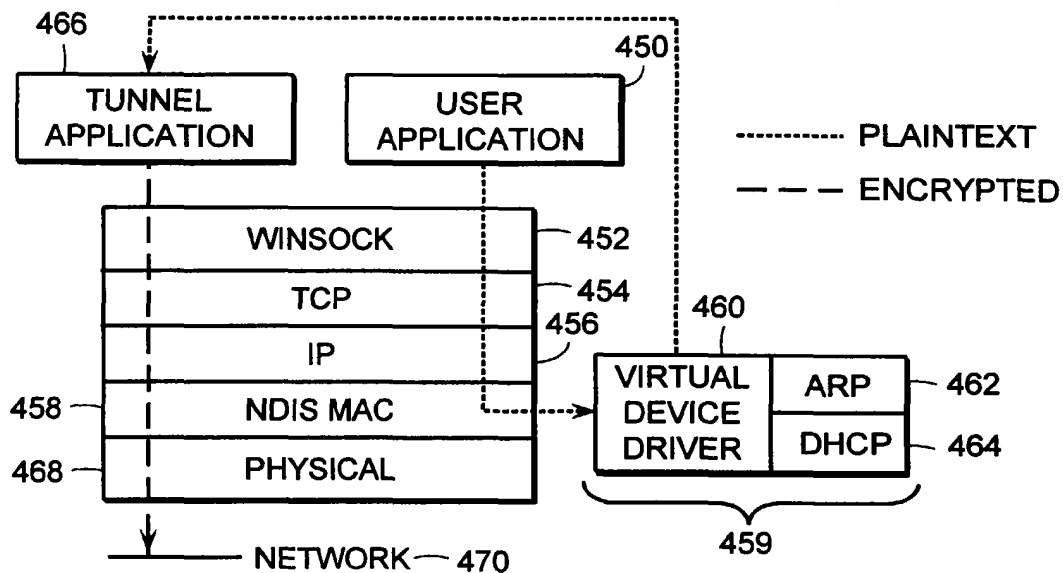 466
450
TUNNEL
APPLICATION
USER
APPLICATION
PLAINTEXT
ENCRYPTED
WINSOCK
452
TCP
454
IP
456
458
NDIS MAC
468
PHYSICAL
460
VIRTUAL
DEVICE
DRIVER
ARP
462
DHCP
464
459
NETWORK
470